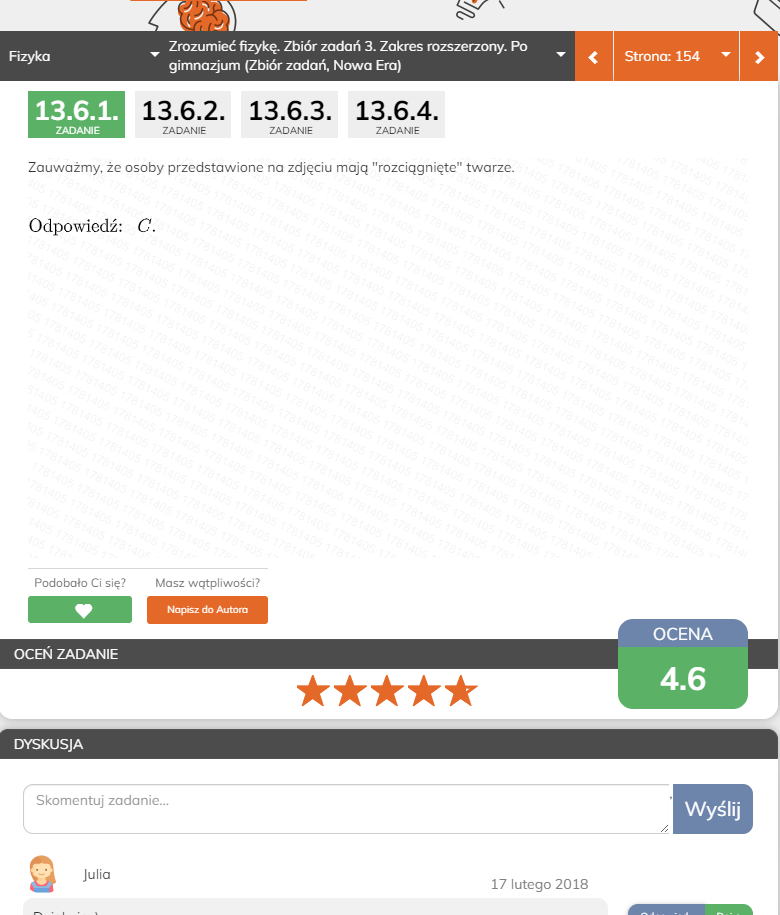 Fizyka
Zrozumieć fizykę. Zbiór zadań 3. Zakres rozszerzony. Po
gimnazjum (Zbiór zadań, Nowa Era)
Strona: 154
13.6.1. 13.6.2. 13.6.3. 13.6.4.
ZADANIE ZADANIE ZADANIE ZADANIE
Zauważmy, że osoby przedstawione na zdjęciu mają "rozciągnięte" twarze.
Odpowiedź: C.
Podobało Ci się? Masz wątpliwości?
Napisz do Autora
OCENA
OCEŃ ZADANIE
4.6
DYSKUSJA
Skomentuj zadanie...
Wyślij
Julia
17 lutego 2018